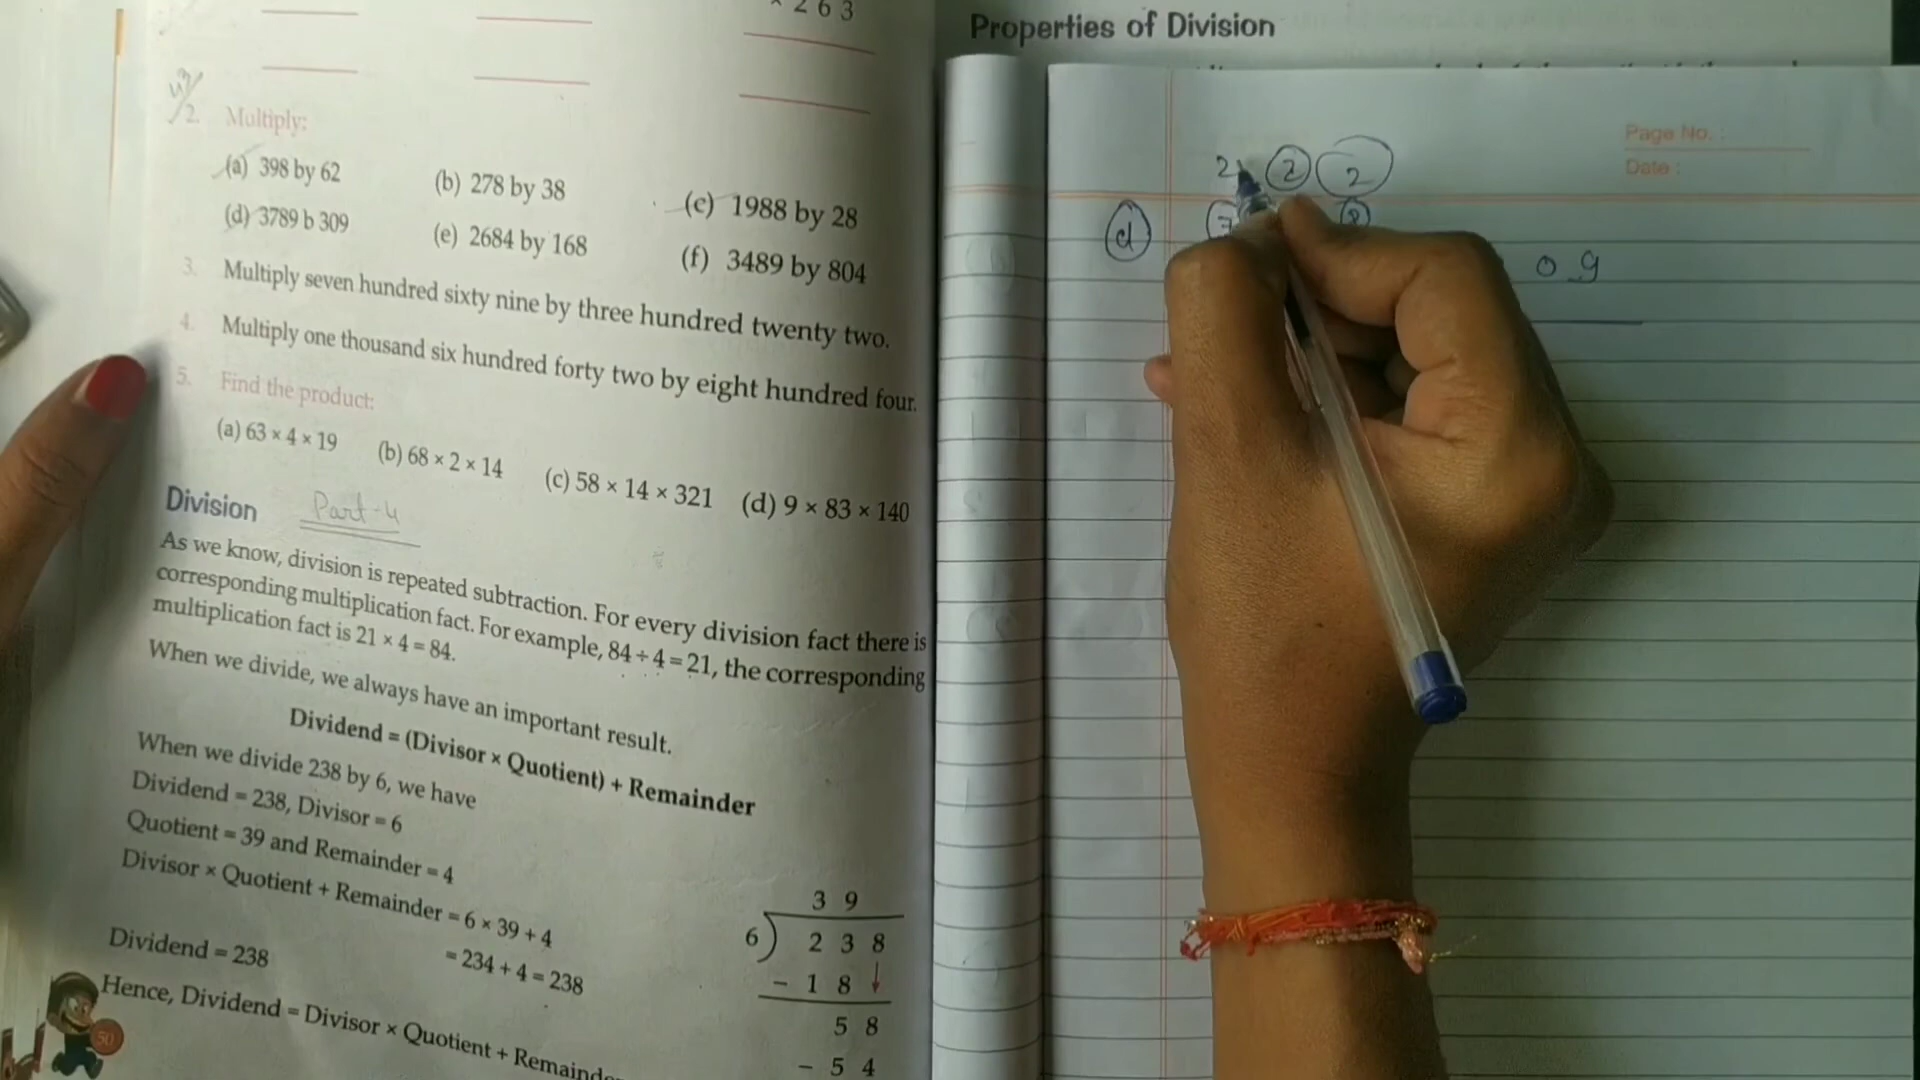 × 2 6 3
2. Multiply:
(a) 398 by 62 (b) 278 by 38 (c) 1988 by 28
(d) 3789 b 309 (e) 2684 by 168 (f) 3489 by 804
3. Multiply seven hundred sixty nine by three hundred twenty two.
4. Multiply one thousand six hundred forty two by eight hundred four.
5. Find the product:
(a) 63 × 4 × 19 (b) 68 × 2 × 14 (c) 58 × 14 × 321 (d) 9 × 83 × 140
Division Part-4
As we know, division is repeated subtraction. For every division fact there is
corresponding multiplication fact. For example, 84 ÷ 4 = 21, the corresponding
multiplication fact is 21 × 4 = 84.
When we divide, we always have an important result.
Dividend = (Divisor × Quotient) + Remainder
When we divide 238 by 6, we have
Dividend = 238, Divisor = 6
Quotient = 39 and Remainder = 4
Divisor × Quotient + Remainder = 6 × 39 + 4
= 234 + 4 = 238
Dividend = 238
Hence, Dividend = Divisor × Quotient +
3 9
6) 2 3 8
- 1 8 ↓
5 8
- 5 4
50
Properties of Division
Page No. :
Date :
2 2 2
d 7 8
0 9